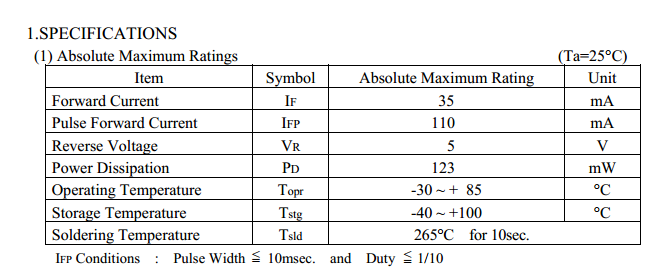 1.SPECIFICATIONS
(1) Absolute Maximum Ratings (Ta=25°C)
Item Symbol Absolute Maximum Rating Unit
Forward Current IF 35 mA
Pulse Forward Current IFP 110 mA
Reverse Voltage VR 5 V
Power Dissipation PD 123 mW
Operating Temperature Topr -30 ~ + 85 °C
Storage Temperature Tstg -40 ~ +100 °C
Soldering Temperature Tsld 265°C for 10sec.
IFP Conditions : Pulse Width ≦ 10msec. and Duty ≦ 1/10